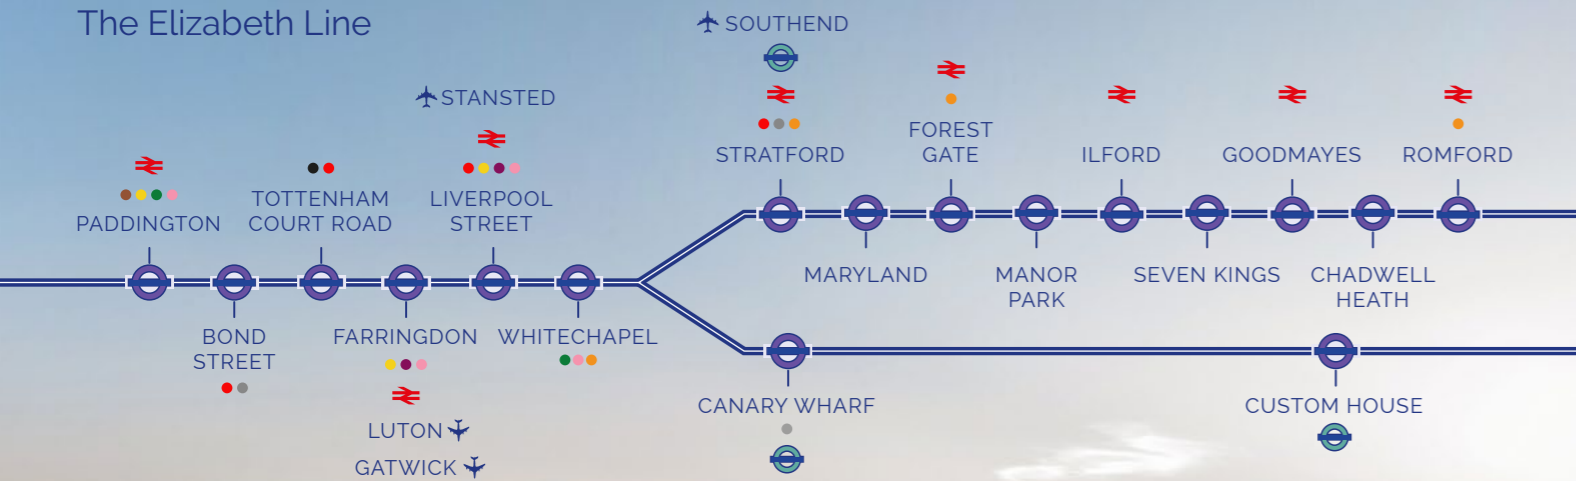 The Elizabeth Line
SOUTHEND
STANSTED
FOREST
GATE
STRATFORD
ILFORD
GOODMAYES
ROMFORD
PADDINGTON
TOTTENHAM
COURT ROAD
LIVERPOOL
STREET
MARYLAND
MANOR
PARK
SEVEN KINGS
CHADWELL
HEATH
BOND
STREET
FARRINGDON
WHITECHAPEL
CANARY WHARF
CUSTOM HOUSE
LUTON
GATWICK